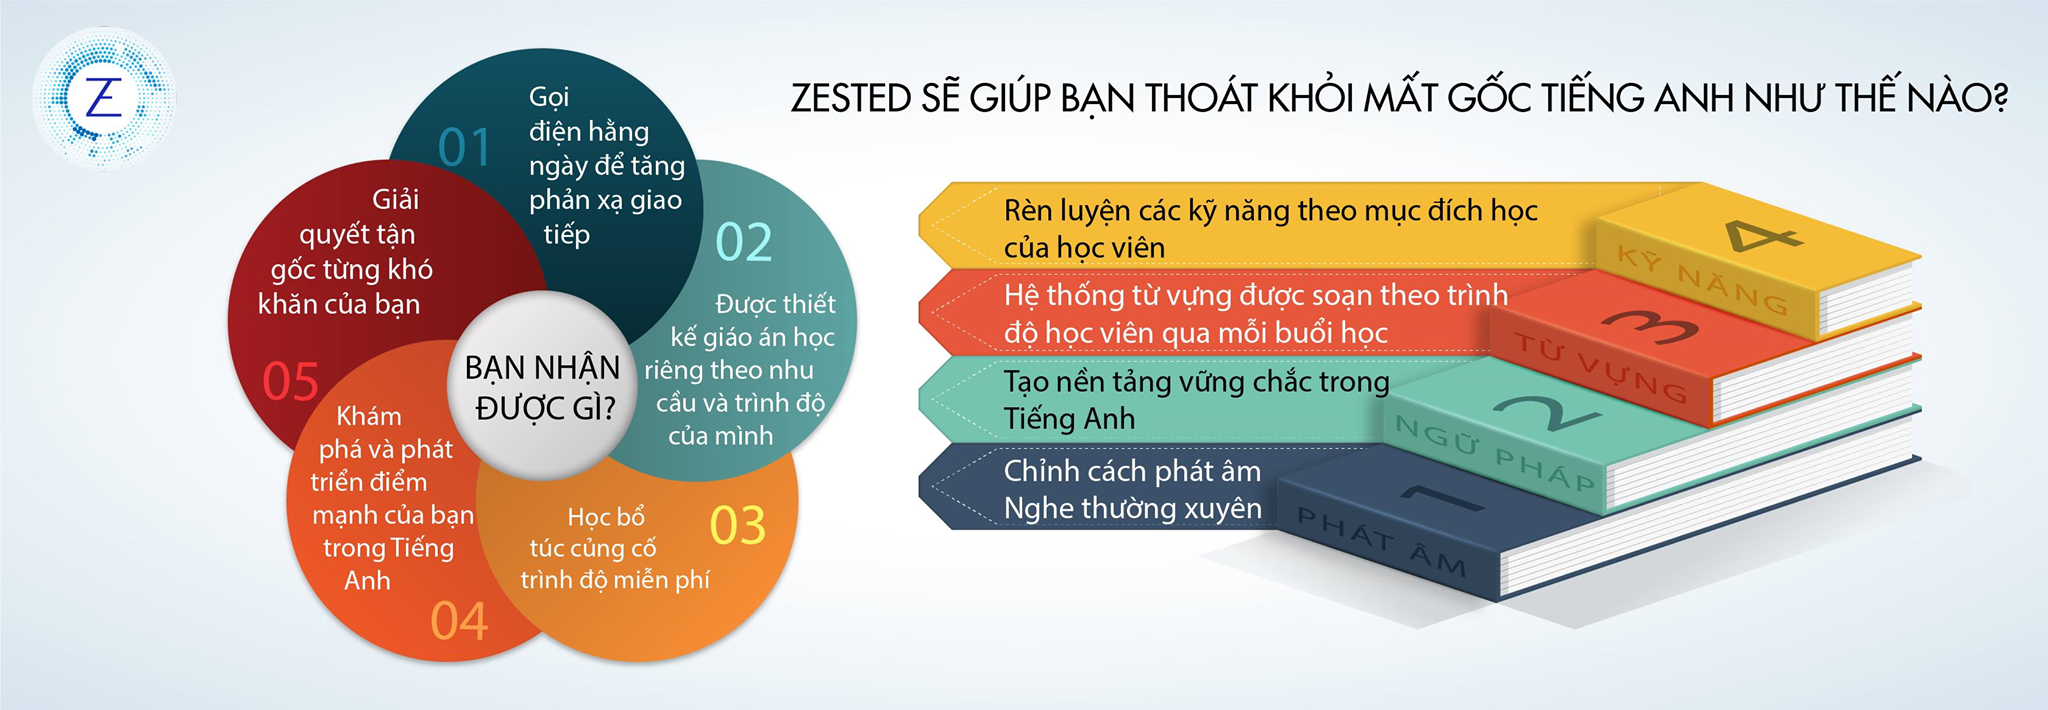 ZE
ZESTED SẼ GIÚP BẠN THOÁT KHỎI MẤT GỐC TIẾNG ANH NHƯ THẾ NÀO?
BẠN NHẬN
ĐƯỢC GÌ?
01
Gọi
điện hằng
ngày để tăng
phản xạ giao
tiếp
02
Được thiết
kế giáo án học
riêng theo nhu
cầu và trình độ
của mình
03
Học bổ
túc củng cố
trình độ miễn phí
04
Khám
phá và phát
triển điểm
mạnh của bạn
trong Tiếng
Anh
05
Giải
quyết tận
gốc từng khó
khăn của bạn
Rèn luyện các kỹ năng theo mục đích học
của học viên
4
KỸ NĂNG
Hệ thống từ vựng được soạn theo trình
độ học viên qua mỗi buổi học
3
TỪ VỰNG
Tạo nền tảng vững chắc trong
Tiếng Anh
2
NGỮ PHÁP
Chỉnh cách phát âm
Nghe thường xuyên
1
PHÁT ÂM